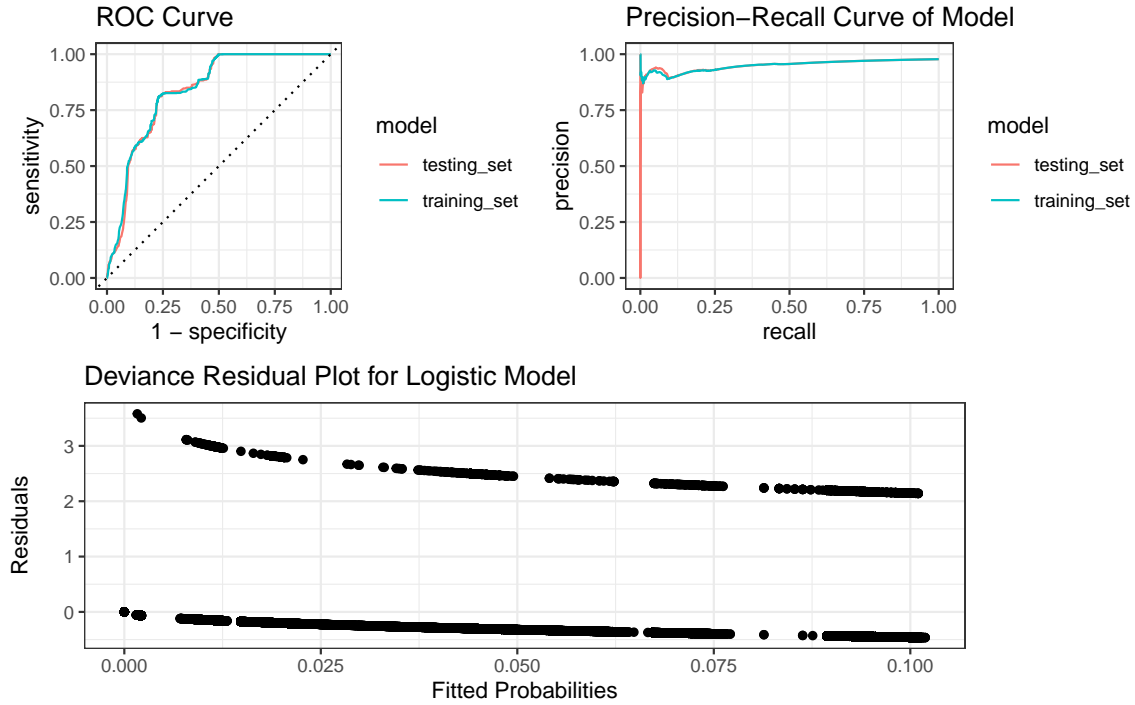 ROC Curve
1.00
0.75
0.50
0.25
0.00
sensitivity
0.00 0.25 0.50 0.75 1.00
1 − specificity
model
testing_set
training_set
Precision−Recall Curve of Model
1.00
0.75
0.50
0.25
0.00
precision
0.00 0.25 0.50 0.75 1.00
recall
model
testing_set
training_set
Deviance Residual Plot for Logistic Model
3
2
1
0
Residuals
0.000 0.025 0.050 0.075 0.100
Fitted Probabilities